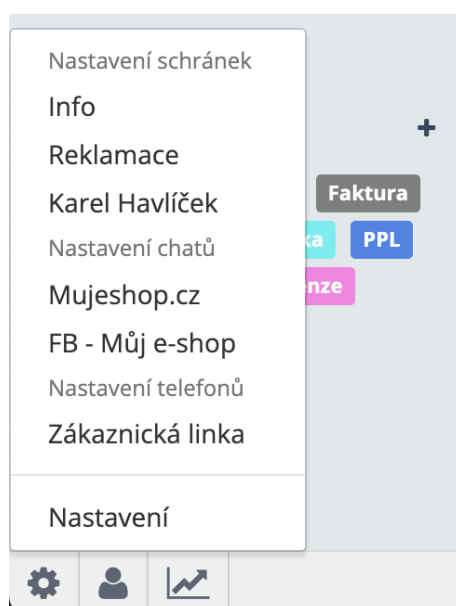 Nastavení schránek
Info
Reklamace
Karel Havlíček
Nastavení chatů
Mujeshop.cz
FB - Můj e-shop
Nastavení telefonů
Zákaznická linka
Nastavení
Faktura
PPL